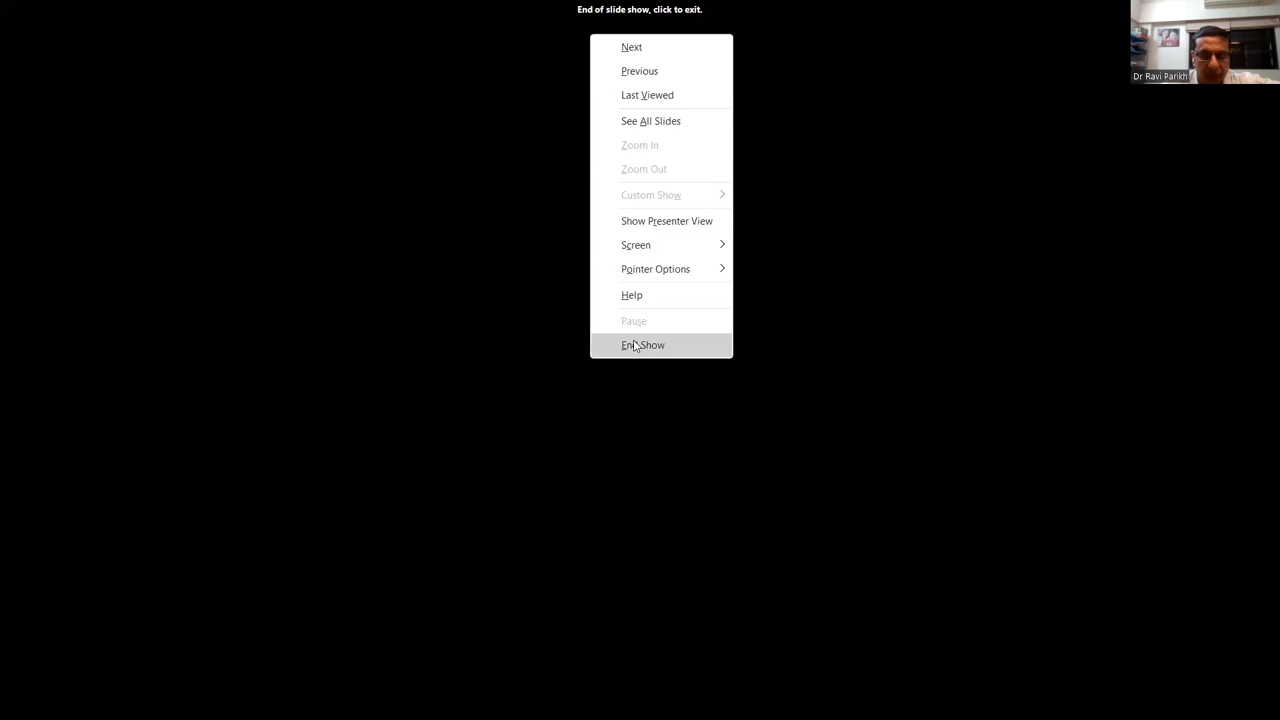 End of slide show, click to exit.
Dr Ravi Parikh
Next
Previous
Last Viewed
See All Slides
Zoom In
Zoom Out
Custom Show
Show Presenter View
Screen
Pointer Options
Help
Pause
End Show